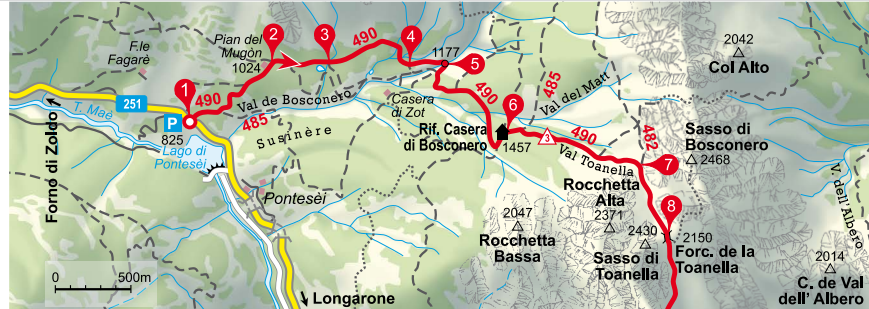 2
3
4
2042
F.le
Fagarè
Pian del
Mugòn
1024
490
1177
5
Col Alto
1
490
251
P
825
T. Maè
Val de Bosconero
485
Susinère
Casera
di Zot
490
6
485
Val del Matt
Rif. Casera
di Bosconero
1457
3
490
482
Val Toanella
Sasso di
Bosconero
2468
7
Forno di Zoldo
Lago di
Pontesèi
Pontesèi
Rocchetta
Alta
2371
8
V. dell'Albero
2047
Rocchetta
Bassa
2430
Sasso di
Toanella
2150
Forc. de la
Toanella
2014
C. de Val
dell' Albero
0
500m
Longarone